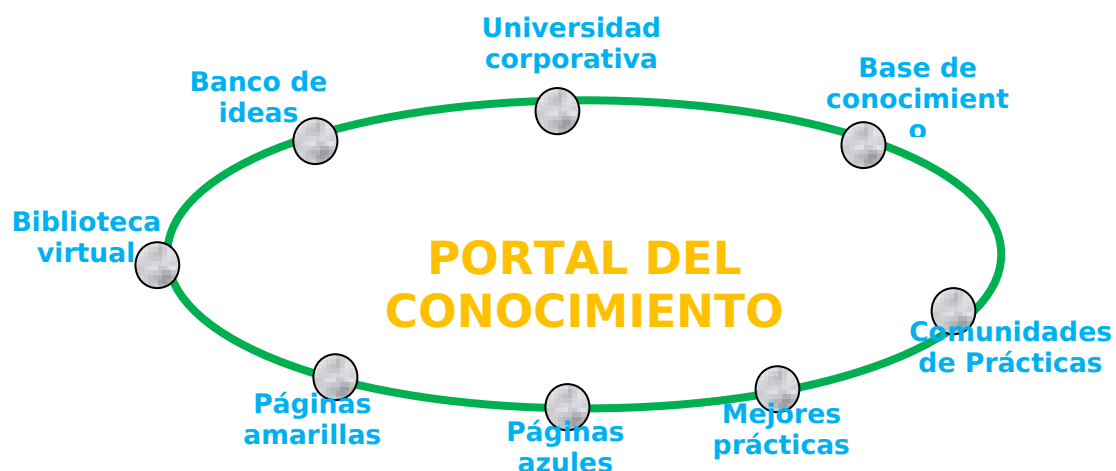 Universidad
corporativa
Banco de
ideas
Base de
conocimient
o
Biblioteca
virtual
PORTAL DEL
CONOCIMIENTO
Comunidades
de Prácticas
Páginas
amarillas
Páginas
azules
Mejores
prácticas